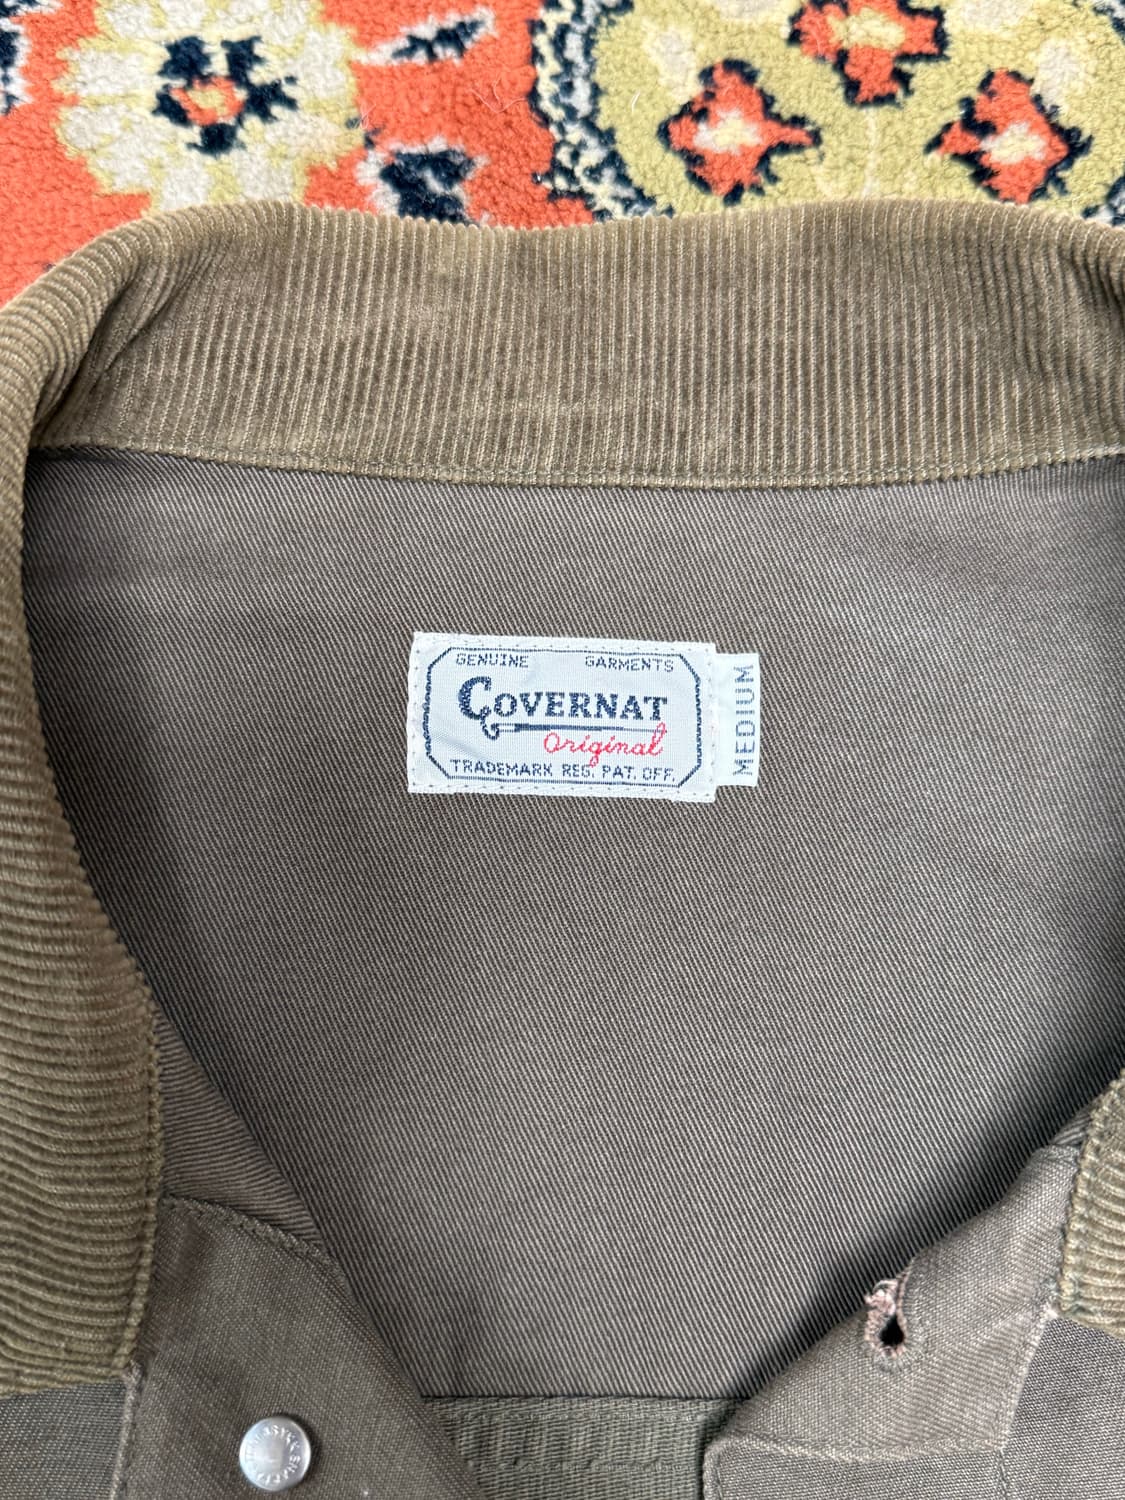 GENUINE GARMENTS
COVERNAT
Original
TRADEMARK REG. PAT. OFF.
MEDIUM